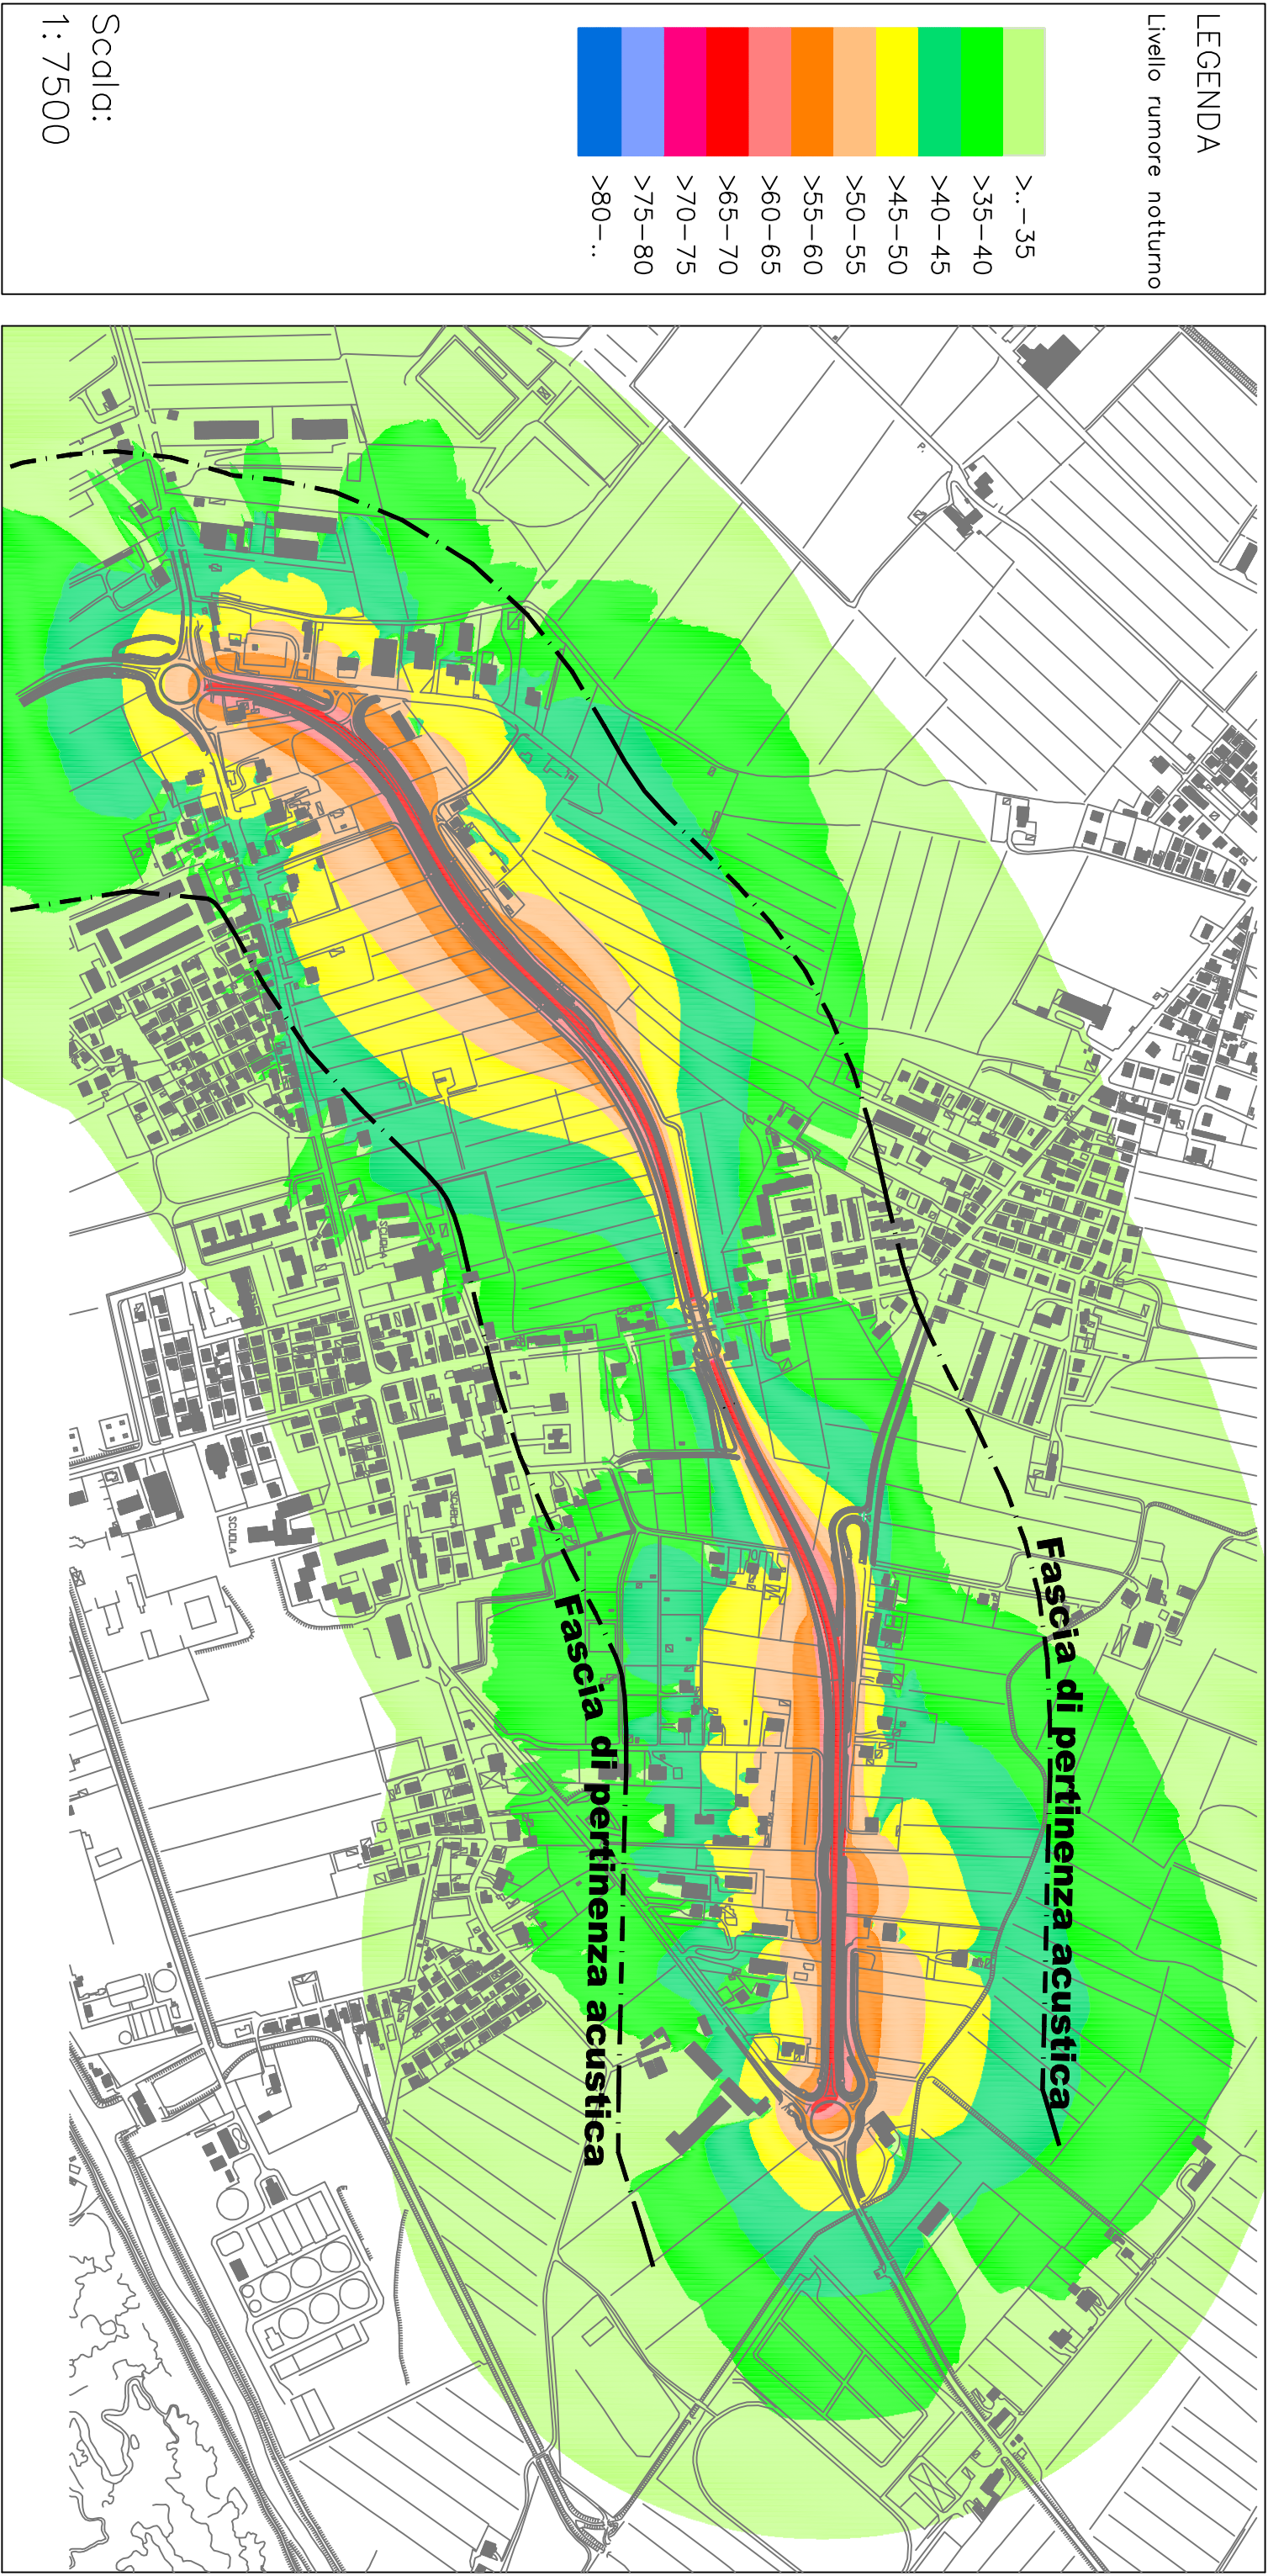 LEGENDA
Livello rumore notturno
>..-35
>35-40
>40-45
>45-50
>50-55
>55-60
>60-65
>65-70
>70-75
>75-80
>80-..
Scala:
1: 7500
P.
SCUOLA
SCUOLA
SCUOLA
Fascia di pertinenza acustica
Fascia di pertinenza acustica